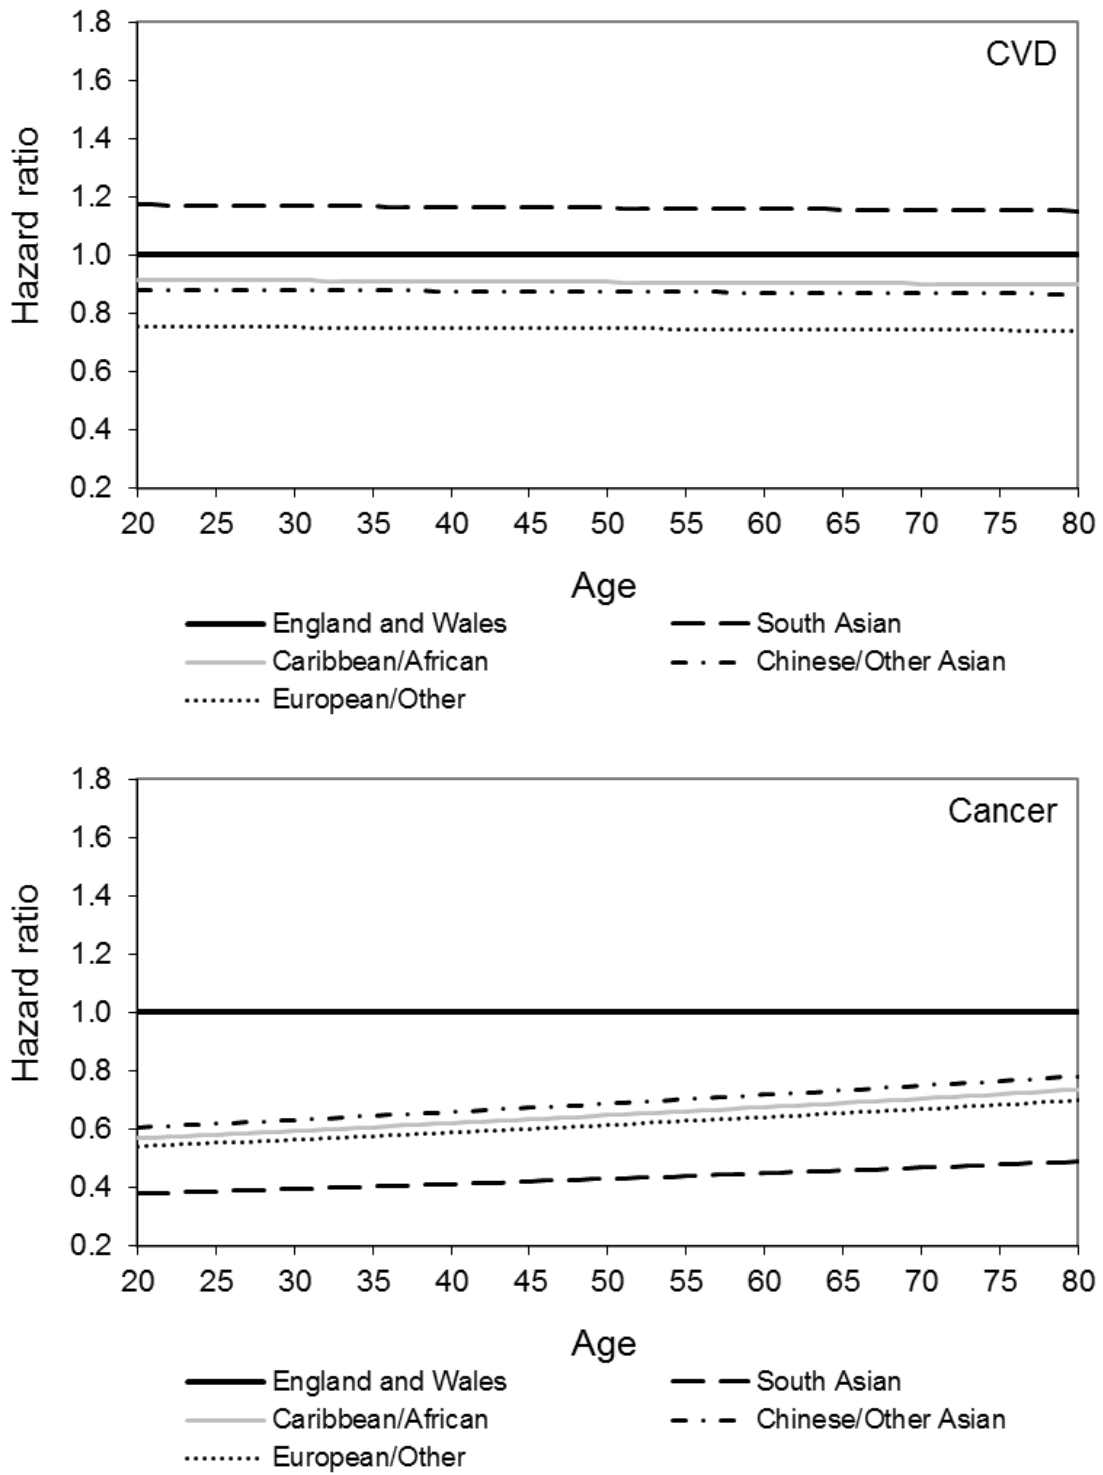 1.8
CVD
1.6
1.4
1.2
1.0
0.8
0.6
0.4
0.2
Hazard ratio
20 25 30 35 40 45 50 55 60 65 70 75 80
Age
England and Wales South Asian
Caribbean/African Chinese/Other Asian
European/Other
1.8
Cancer
1.6
1.4
1.2
1.0
0.8
0.6
0.4
0.2
Hazard ratio
20 25 30 35 40 45 50 55 60 65 70 75 80
Age
England and Wales South Asian
Caribbean/African Chinese/Other Asian
European/Other